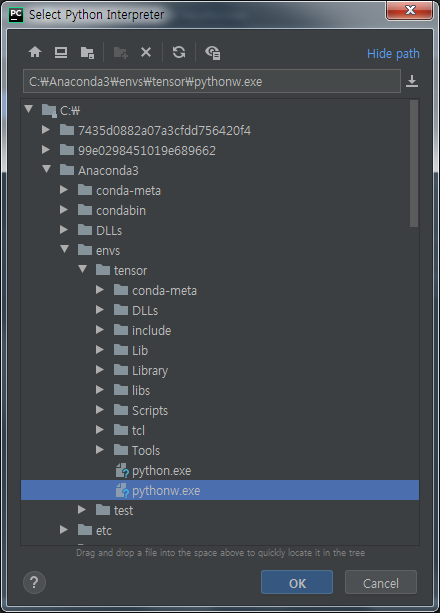 PC Select Python Interpreter
Hide path
C:₩Anaconda3₩envs₩tensor₩pythonw.exe
C:₩
7435d0882a07a3cfdd756420f4
99e0298451019e689662
Anaconda3
conda-meta
condabin
DLLs
envs
tensor
conda-meta
DLLs
include
Lib
Library
libs
Scripts
tcl
Tools
python.exe
pythonw.exe
test
etc
Drag and drop a file into the space above to quickly locate it in the tree
? OK Cancel